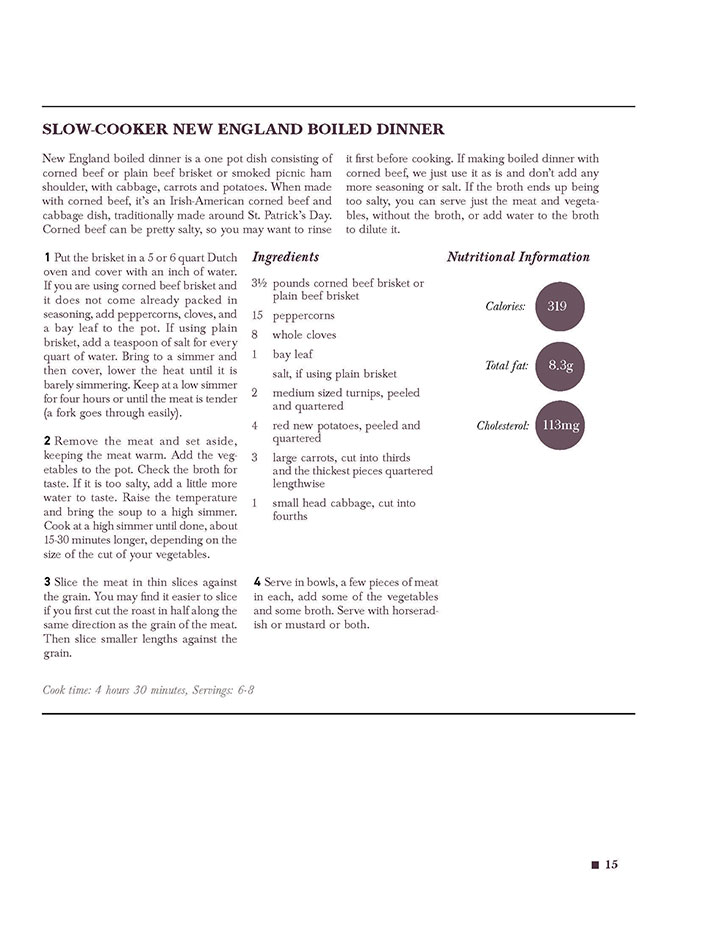 SLOW-COOKER NEW ENGLAND BOILED DINNER
New England boiled dinner is a one pot dish consisting of
corned beef or plain beef brisket or smoked picnic ham
shoulder, with cabbage, carrots and potatoes. When made
with corned beef, it’s an Irish-American corned beef and
cabbage dish, traditionally made around St. Patrick’s Day.
Corned beef can be pretty salty, so you may want to rinse
it first before cooking. If making boiled dinner with
corned beef, we just use it as is and don’t add any
more seasoning or salt. If the broth ends up being
too salty, you can serve just the meat and vegeta-
bles, without the broth, or add water to the broth
to dilute it.
1 Put the brisket in a 5 or 6 quart Dutch
oven and cover with an inch of water.
If you are using corned beef brisket and
it does not come already packed in
seasoning, add peppercorns, cloves, and
a bay leaf to the pot. If using plain
brisket, add a teaspoon of salt for every
quart of water. Bring to a simmer and
then cover, lower the heat until it is
barely simmering. Keep at a low simmer
for four hours or until the meat is tender
(a fork goes through easily).
2 Remove the meat and set aside,
keeping the meat warm. Add the veg-
etables to the pot. Check the broth for
taste. If it is too salty, add a little more
water to taste. Raise the temperature
and bring the soup to a high simmer.
Cook at a high simmer until done, about
15-30 minutes longer, depending on the
size of the cut of your vegetables.
3 Slice the meat in thin slices against
the grain. You may find it easier to slice
if you first cut the roast in half along the
same direction as the grain of the meat.
Then slice smaller lengths against the
grain.
Ingredients
3½ pounds corned beef brisket or
plain beef brisket
15 peppercorns
8 whole cloves
1 bay leaf
salt, if using plain brisket
2 medium sized turnips, peeled
and quartered
4 red new potatoes, peeled and
quartered
3 large carrots, cut into thirds
and the thickest pieces quartered
lengthwise
1 small head cabbage, cut into
fourths
4 Serve in bowls, a few pieces of meat
in each, add some of the vegetables
and some broth. Serve with horserad-
ish or mustard or both.
Nutritional Information
Calories: 319
Total fat: 8.3g
Cholesterol: 113mg
Cook time: 4 hours 30 minutes, Servings: 6-8
15